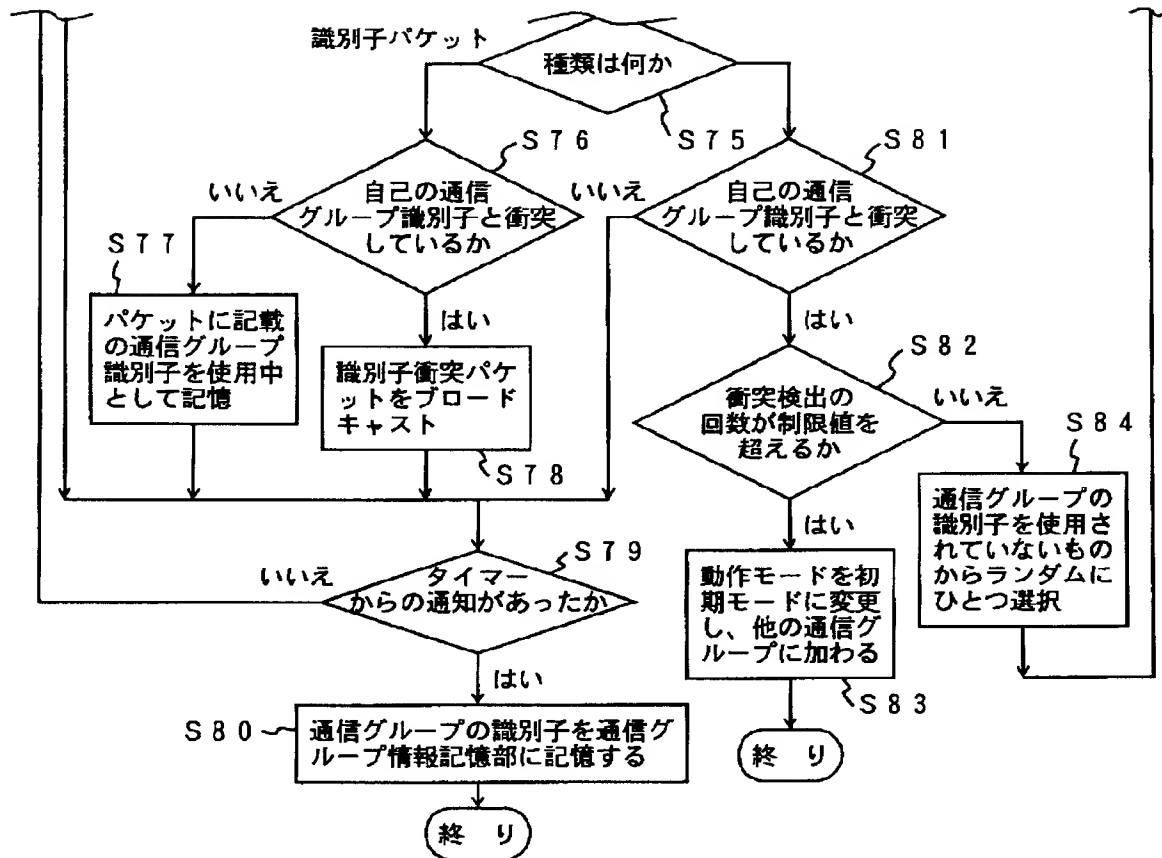 識別子パケット
種類は何か
S75
S76
いいえ
自己の通信
グループ識別子と衝突
しているか
S81
いいえ
自己の通信
グループ識別子と衝突
しているか
S77
パケットに記載
の通信グループ
識別子を使用中
として記憶
はい
識別子衝突パケ
ットをブロード
キャスト
S78
はい
S82
衝突検出の
回数が制限値を
超えるか
いいえ
S84
通信グループの
識別子を使用さ
れていないもの
からランダムに
ひとつ選択
はい
動作モードを初
期モードに変更
し、他の通信グ
ループに加わる
S83
終り
S79
いいえ
タイマー
からの通知があったか
はい
S80
通信グループの識別子を通信グ
ループ情報記憶部に記憶する
終り